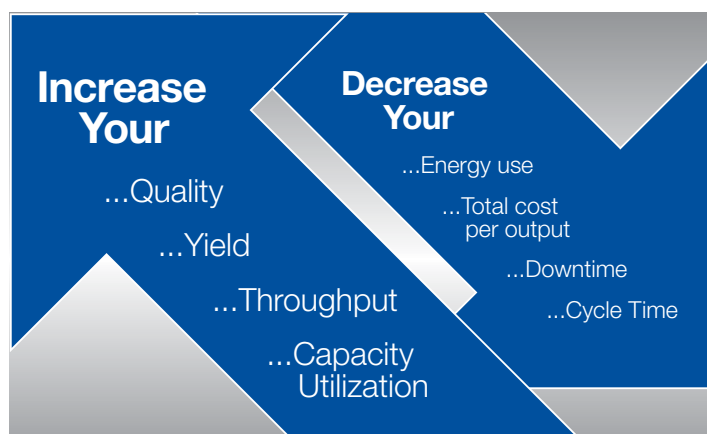 Increase
Your
...Quality
...Yield
...Throughput
...Capacity
Utilization
Decrease
Your
...Energy use
...Total cost
per output
...Downtime
...Cycle Time